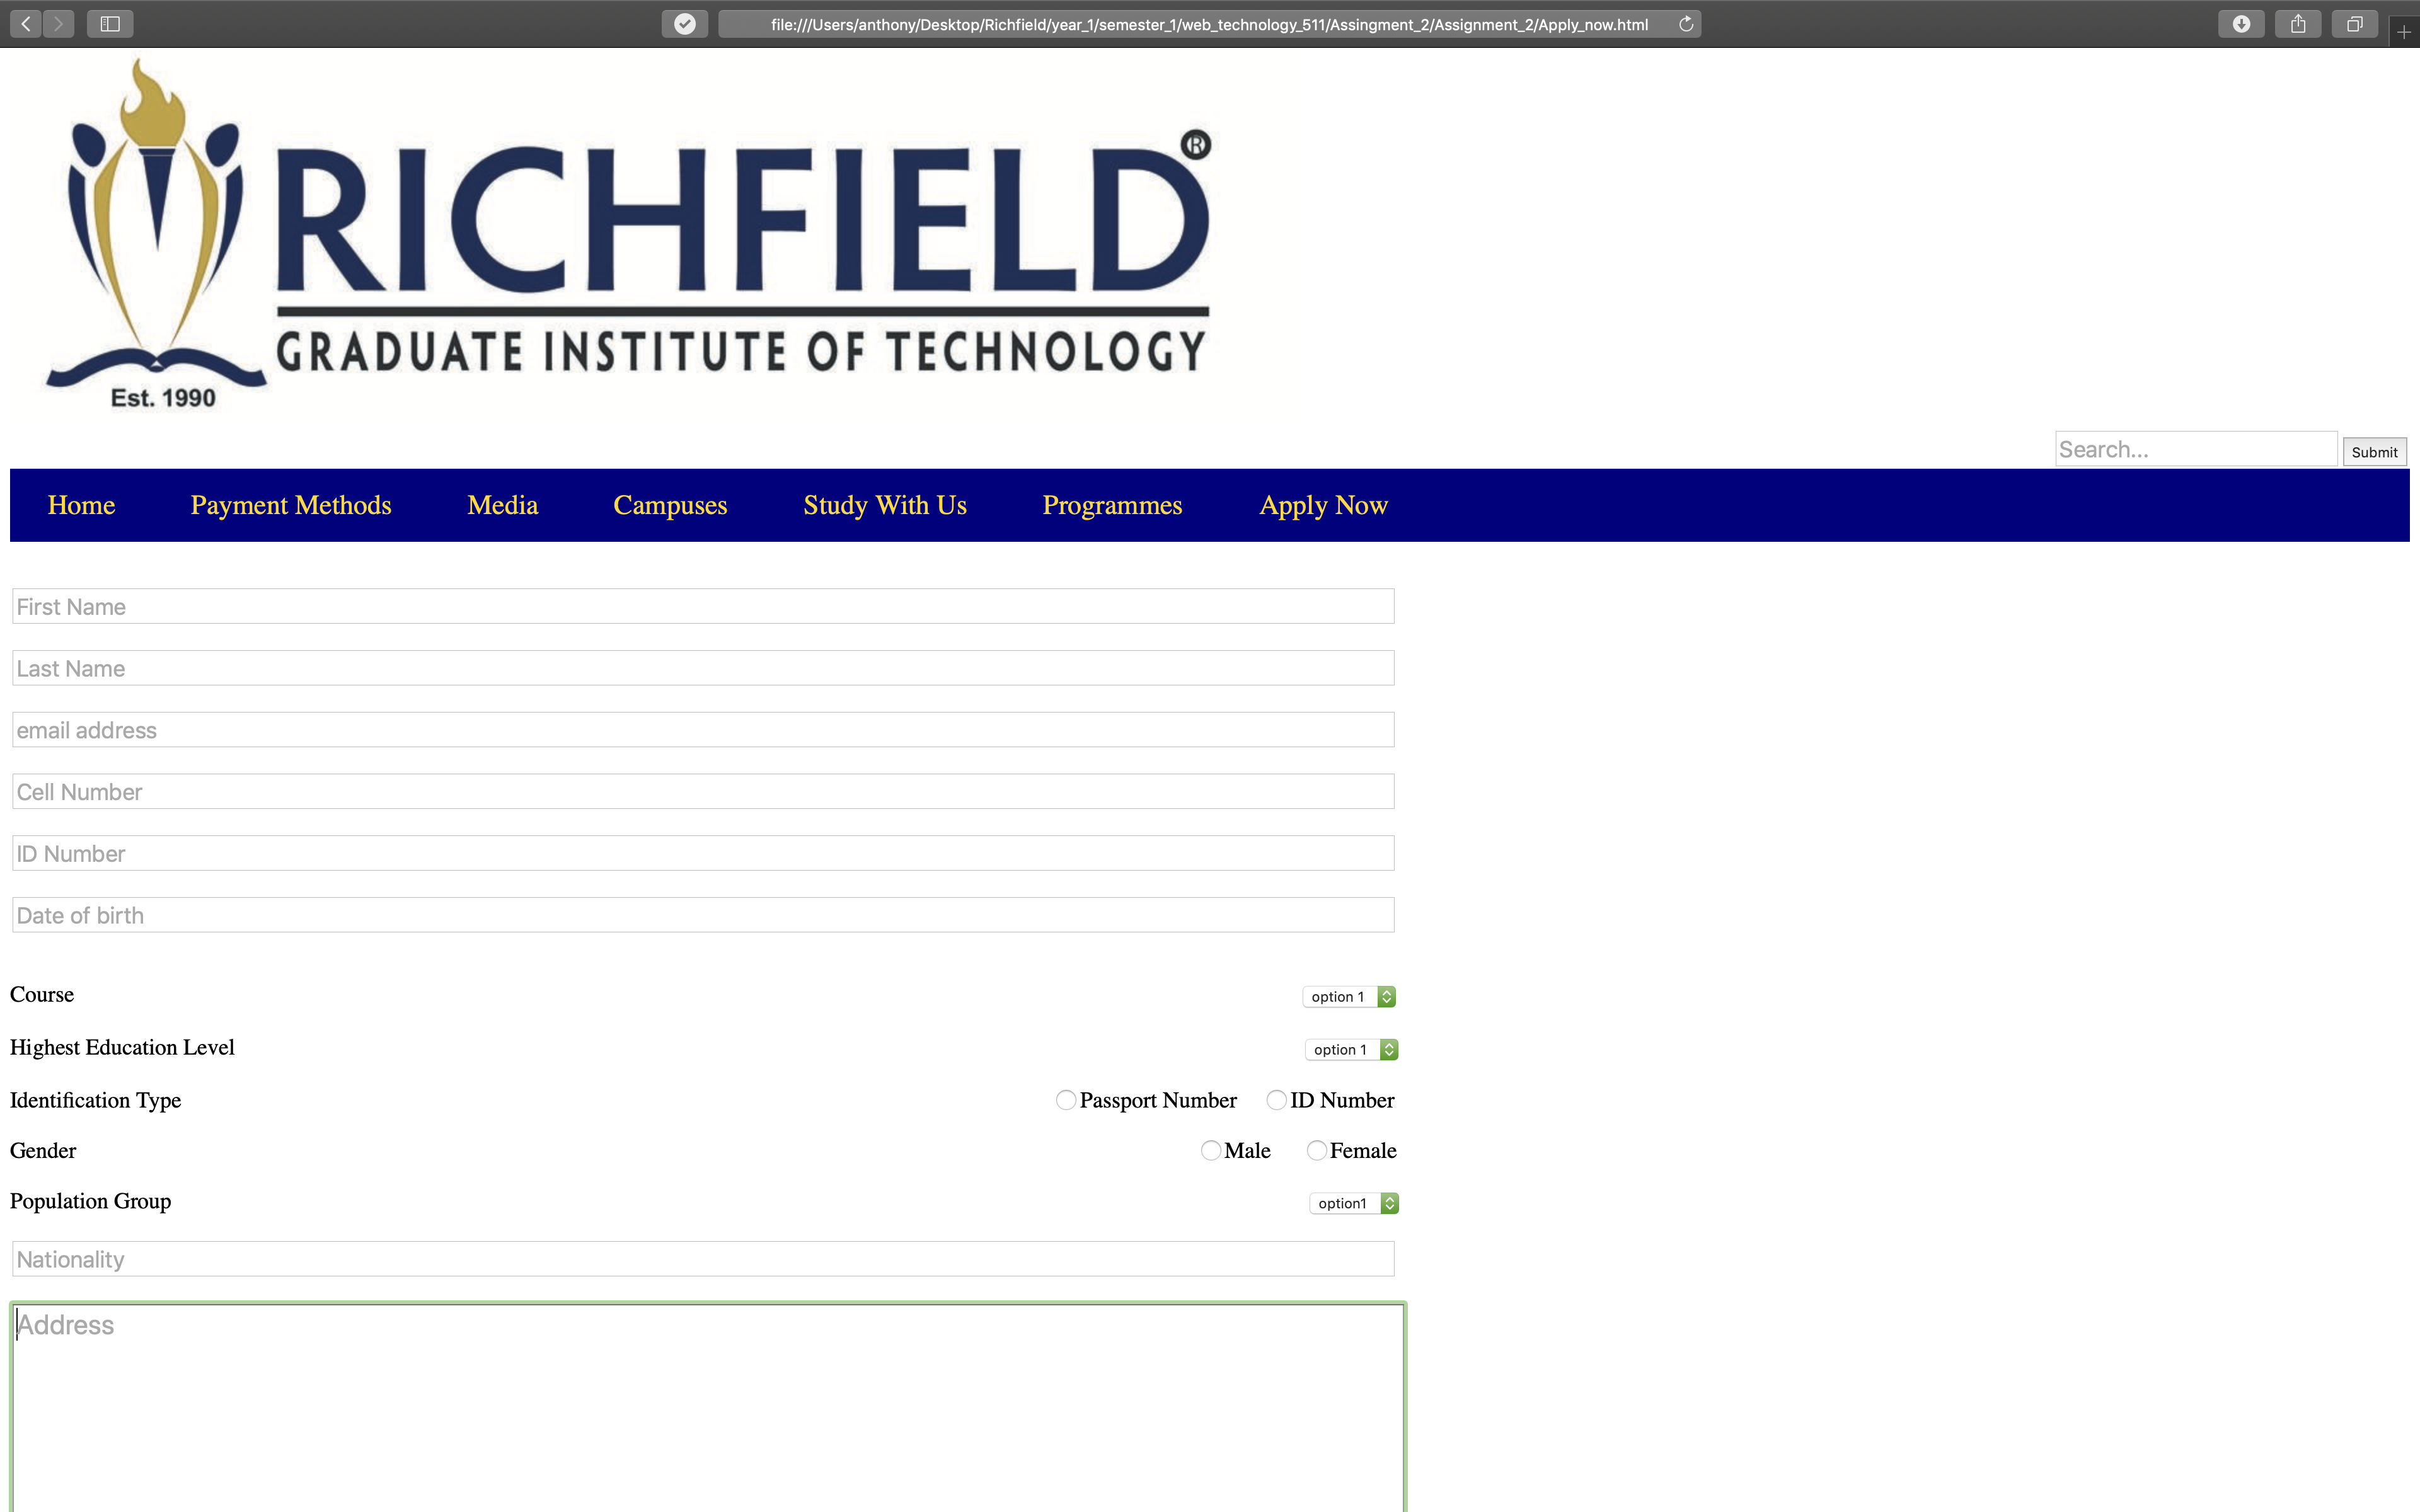 file:///Users/anthony/Desktop/Richfield/year_1/semester_1/web_technology_511/Assingment_2/Assignment_2/Apply_now.html
RICHFIELD®
GRADUATE INSTITUTE OF TECHNOLOGY
Est. 1990
Search... Submit
Home Payment Methods Media Campuses Study With Us Programmes Apply Now
First Name
Last Name
email address
Cell Number
ID Number
Date of birth
Course option 1
Highest Education Level option 1
Identification Type Passport Number ID Number
Gender Male Female
Population Group option1
Nationality
Address